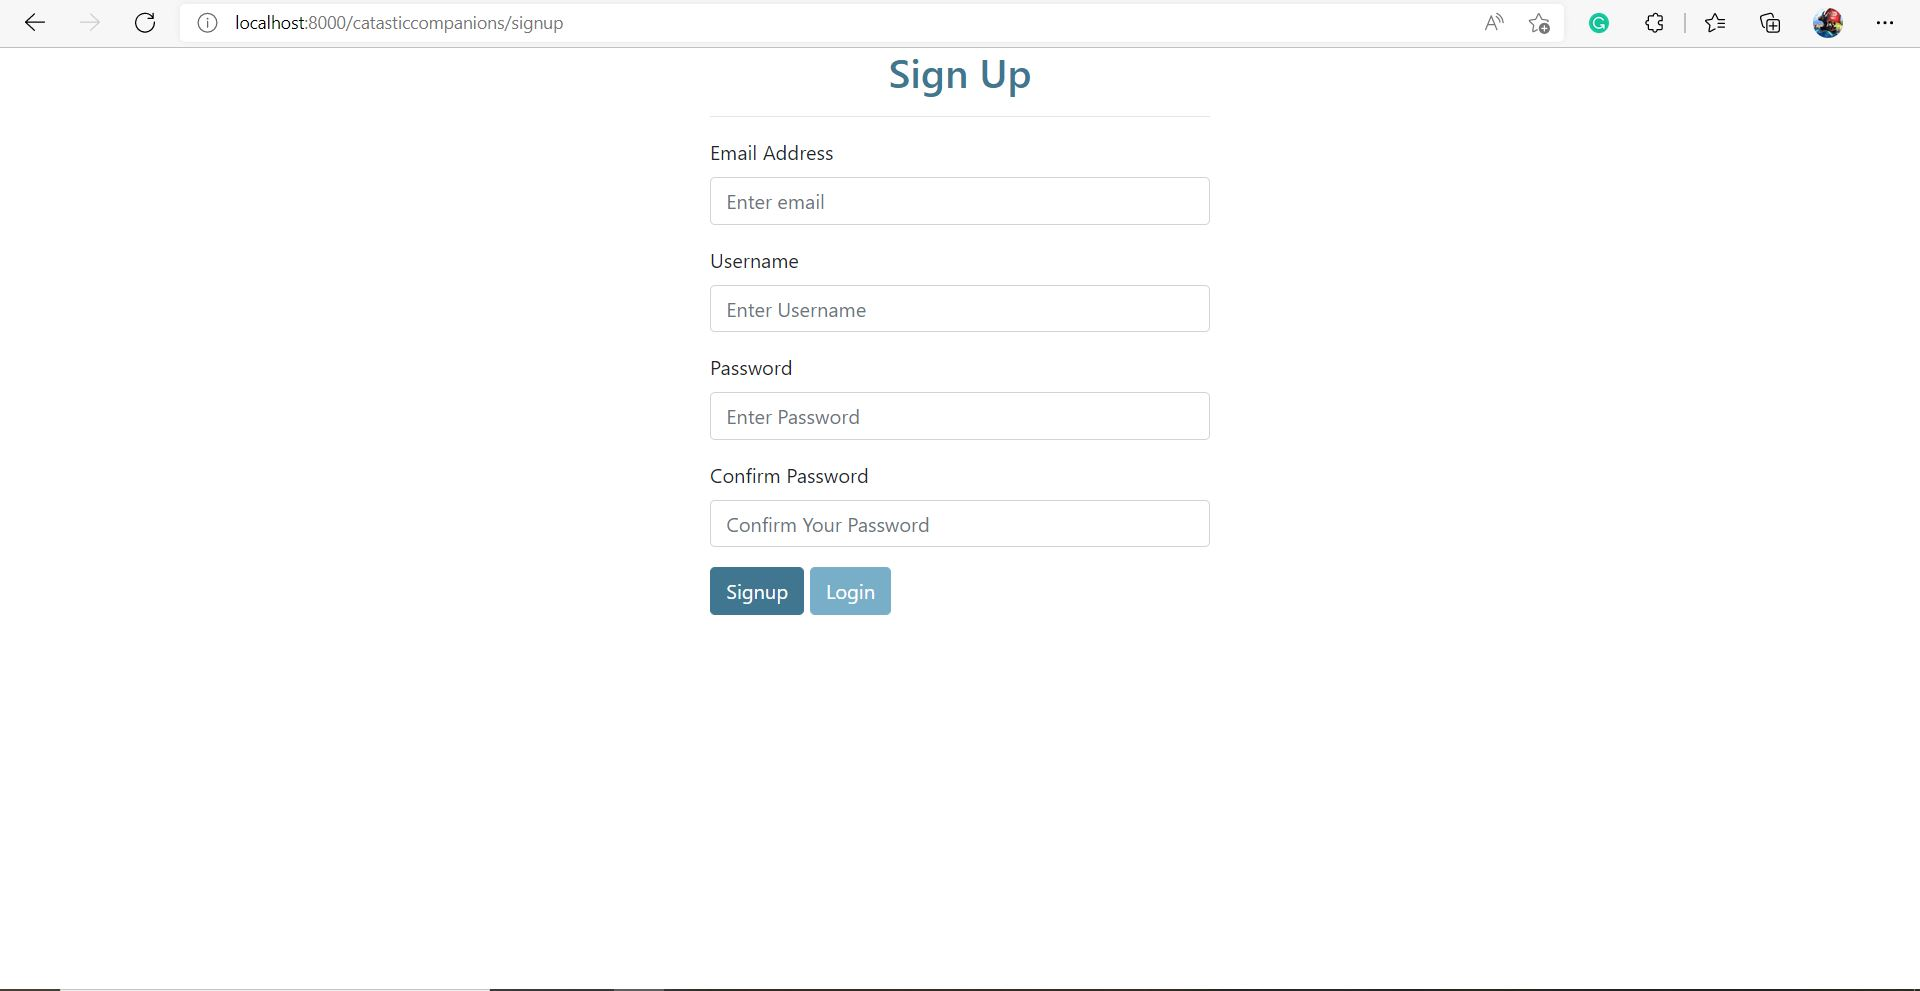 localhost:8000/catasticcompanions/signup
Sign Up
Email Address
Enter email
Username
Enter Username
Password
Enter Password
Confirm Password
Confirm Your Password
Signup Login